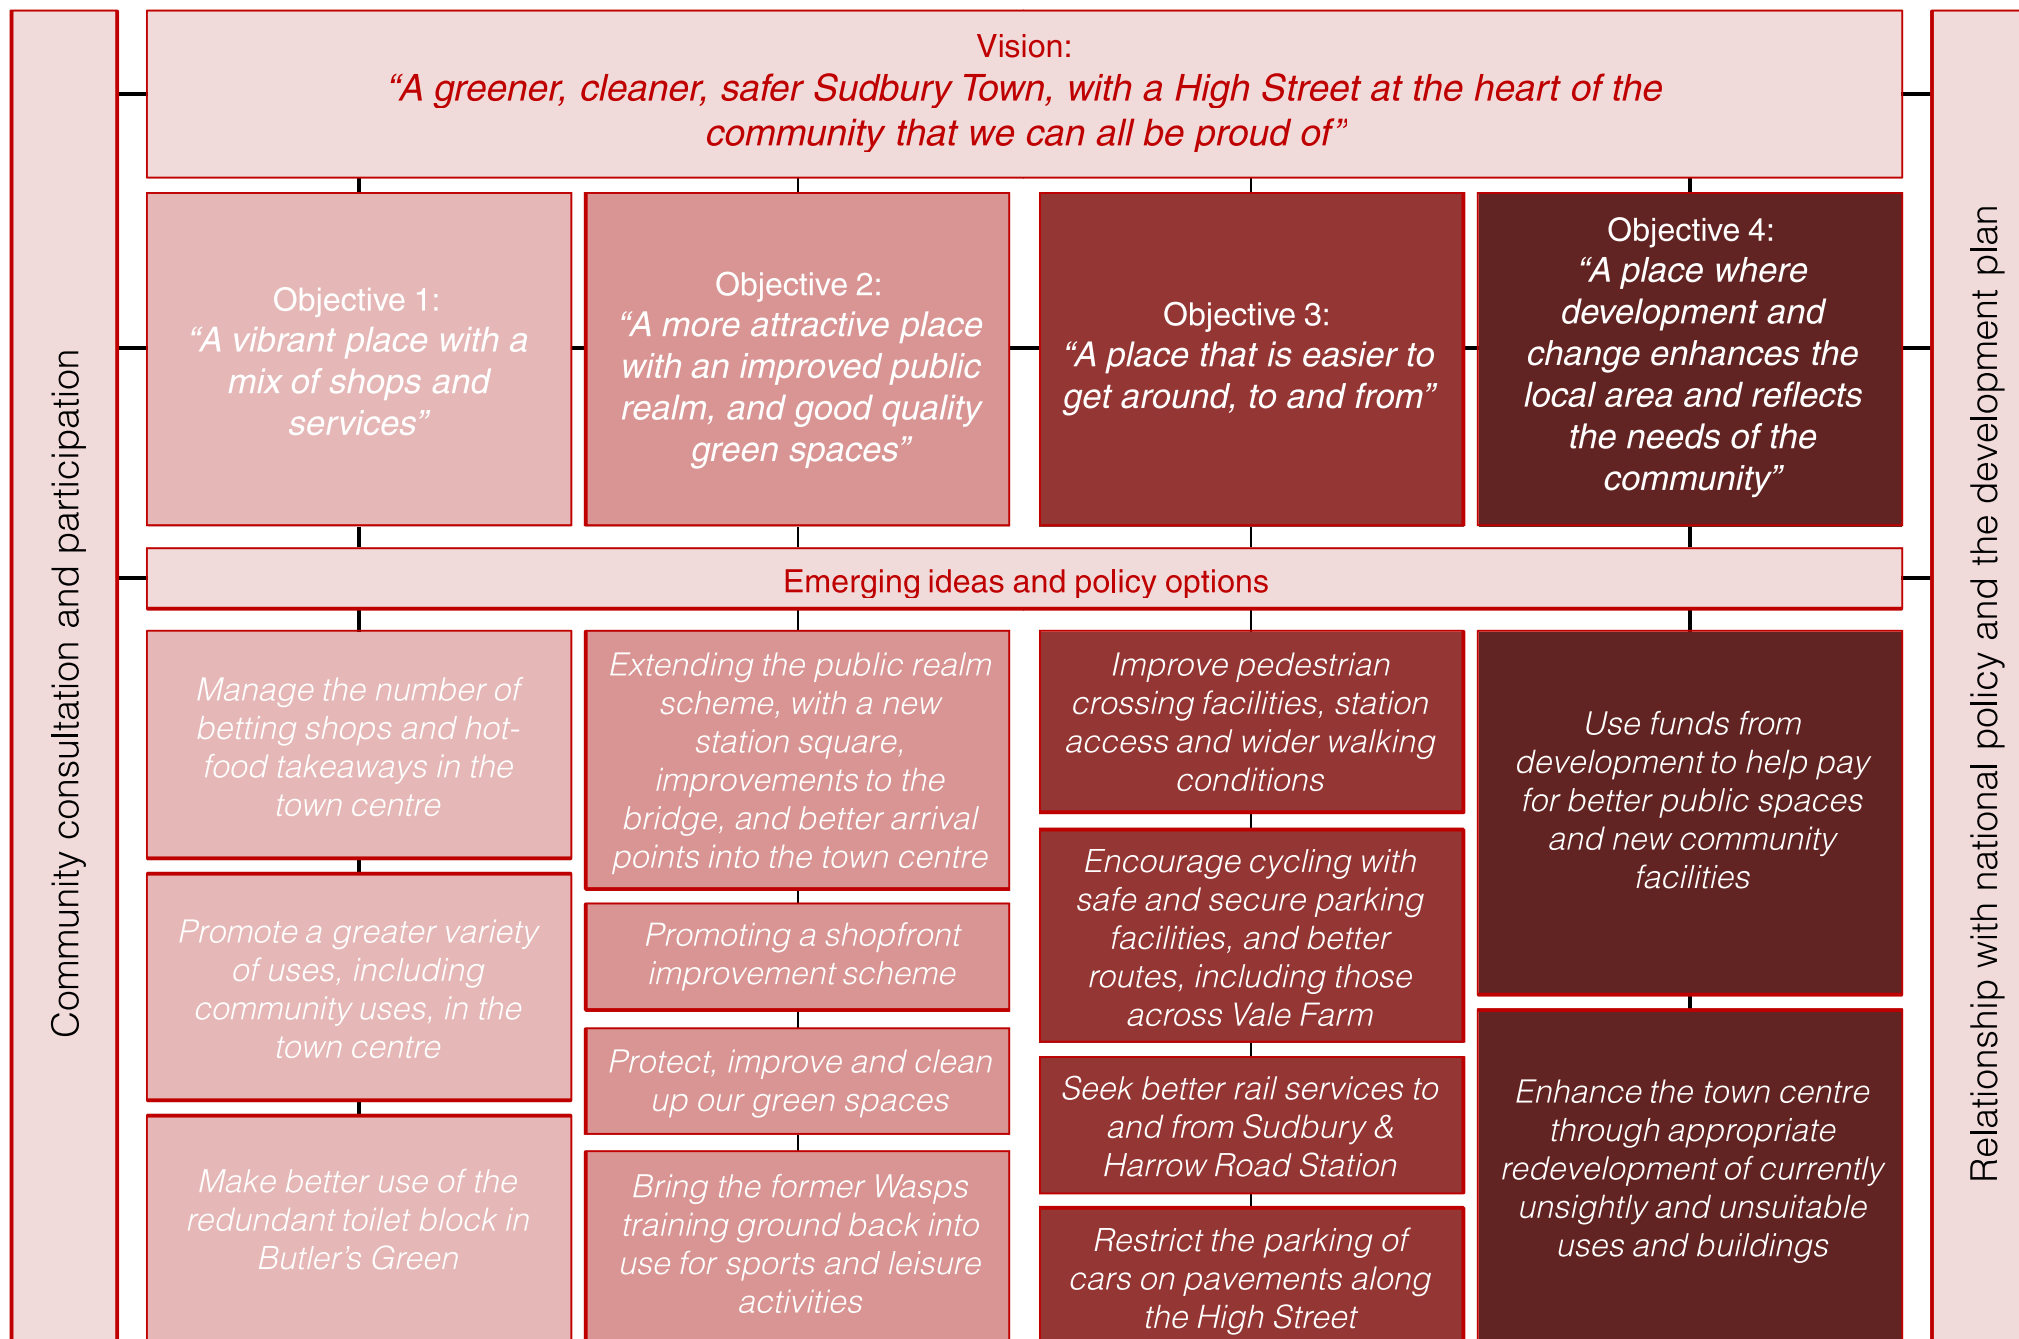 Community consultation and participation
Vision:
“A greener, cleaner, safer Sudbury Town, with a High Street at the heart of the
community that we can all be proud of”
Objective 1:
“A vibrant place with a
mix of shops and
services”
Objective 2:
“A more attractive place
with an improved public
realm, and good quality
green spaces”
Objective 3:
“A place that is easier to
get around, to and from”
Objective 4:
“A place where
development and
change enhances the
local area and reflects
the needs of the
community”
Emerging ideas and policy options
Manage the number of
betting shops and hot-
food takeaways in the
town centre
Promote a greater variety
of uses, including
community uses, in the
town centre
Make better use of the
redundant toilet block in
Butler’s Green
Extending the public realm
scheme, with a new
station square,
improvements to the
bridge, and better arrival
points into the town centre
Promoting a shopfront
improvement scheme
Protect, improve and clean
up our green spaces
Bring the former Wasps
training ground back into
use for sports and leisure
activities
Improve pedestrian
crossing facilities, station
access and wider walking
conditions
Encourage cycling with
safe and secure parking
facilities, and better
routes, including those
across Vale Farm
Seek better rail services to
and from Sudbury &
Harrow Road Station
Restrict the parking of
cars on pavements along
the High Street
Use funds from
development to help pay
for better public spaces
and new community
facilities
Enhance the town centre
through appropriate
redevelopment of currently
unsightly and unsuitable
uses and buildings
Relationship with national policy and the development plan